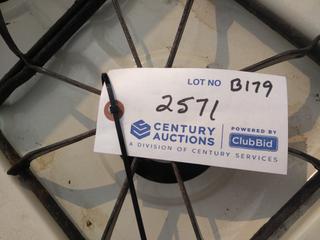 LOT NO B179
2571
CENTURY AUCTIONS
A DIVISION OF CENTURY SERVICES
POWERED BY
ClubBid